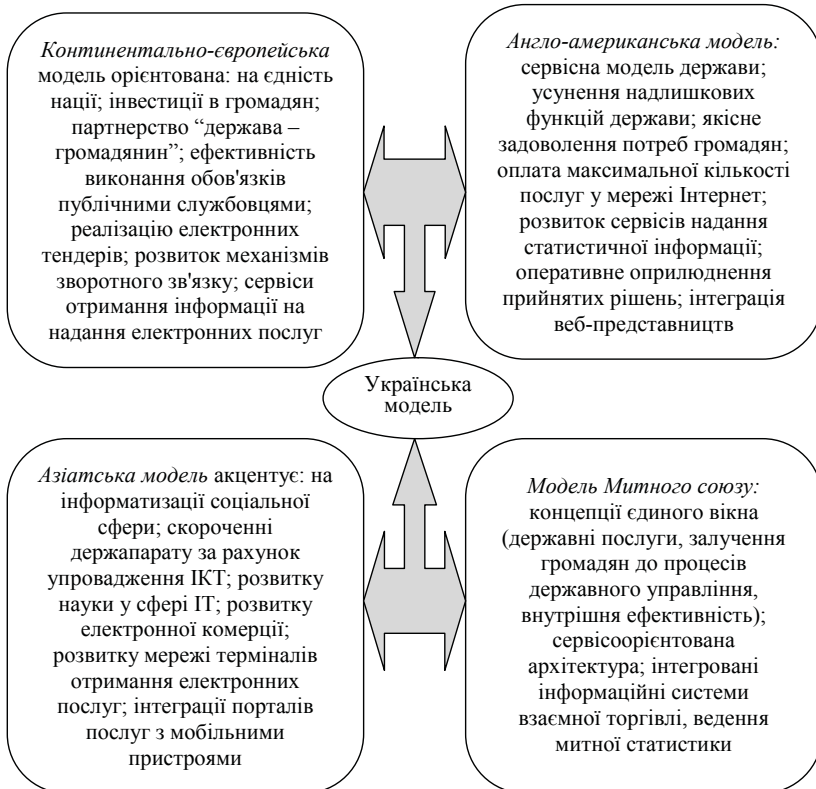 Континентально-європейська
модель орієнтована: на єдність
нації; інвестиції в громадян;
партнерство “держава –
громадянин”; ефективність
виконання обов'язків
публічними службовцями;
реалізацію електронних
тендерів; розвиток механізмів
зворотного зв'язку; сервіси
отримання інформації на
надання електронних послуг
Англо-американська модель:
сервісна модель держави;
усунення надлишкових
функцій держави; якісне
задоволення потреб громадян;
оплата максимальної кількості
послуг у мережі Інтернет;
розвиток сервісів надання
статистичної інформації;
оперативне оприлюднення
прийнятих рішень; інтеграція
веб-представництв
Українська
модель
Азіатська модель акцентує: на
інформатизації соціальної
сфери; скороченні
держапарату за рахунок
упровадження ІКТ; розвитку
науки у сфері ІТ; розвитку
електронної комерції;
розвитку мережі терміналів
отримання електронних
послуг; інтеграції порталів
послуг з мобільними
пристроями
Модель Митного союзу:
концепції єдиного вікна
(державні послуги, залучення
громадян до процесів
державного управління,
внутрішня ефективність);
сервісоорієнтована
архітектура; інтегровані
інформаційні системи
взаємної торгівлі, ведення
митної статистики